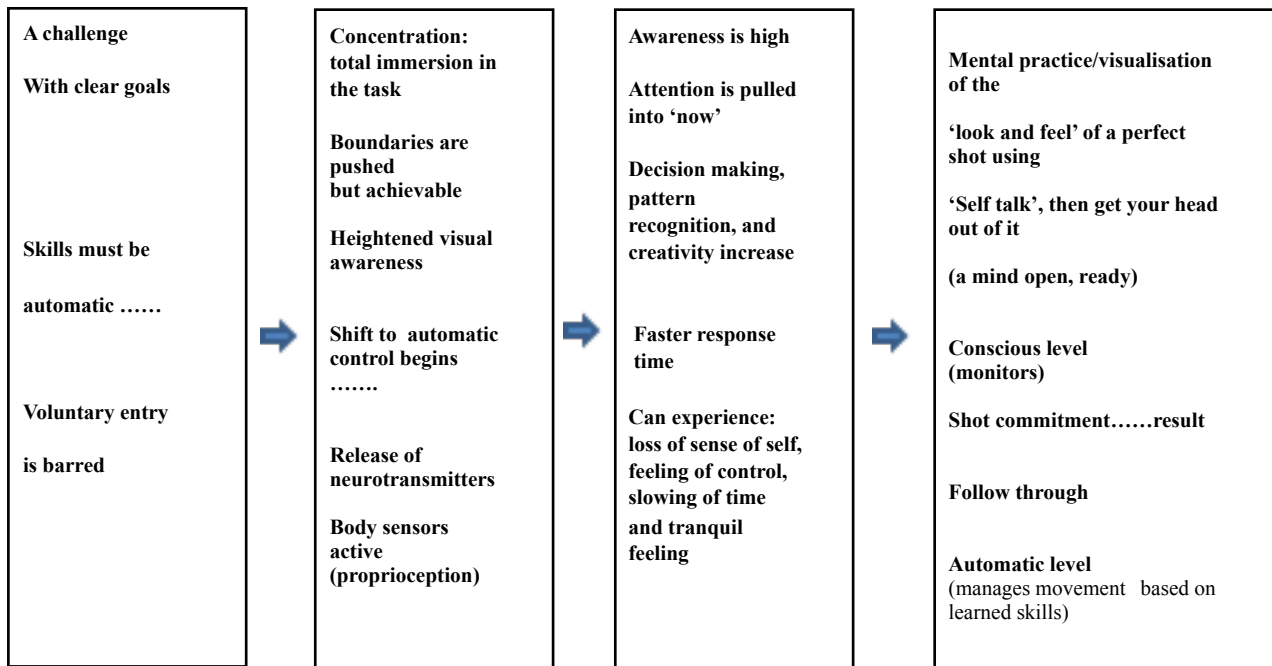 A challenge
With clear goals
Skills must be
automatic ……
Voluntary entry
is barred
Concentration:
total immersion in
the task
Boundaries are
pushed
but achievable
Heightened visual
awareness
Shift to automatic
control begins
…….
Release of
neurotransmitters
Body sensors
active
(proprioception)
Awareness is high
Attention is pulled
into ‘now’
Decision making,
pattern
recognition, and
creativity increase
Faster response
time
Can experience:
loss of sense of self,
feeling of control,
slowing of time
and tranquil
feeling
Mental practice/visualisation
of the
‘look and feel’ of a perfect
shot using
‘Self talk’, then get your head
out of it
(a mind open, ready)
Conscious level
(monitors)
Shot commitment……result
Follow through
Automatic level
(manages movement based on
learned skills)